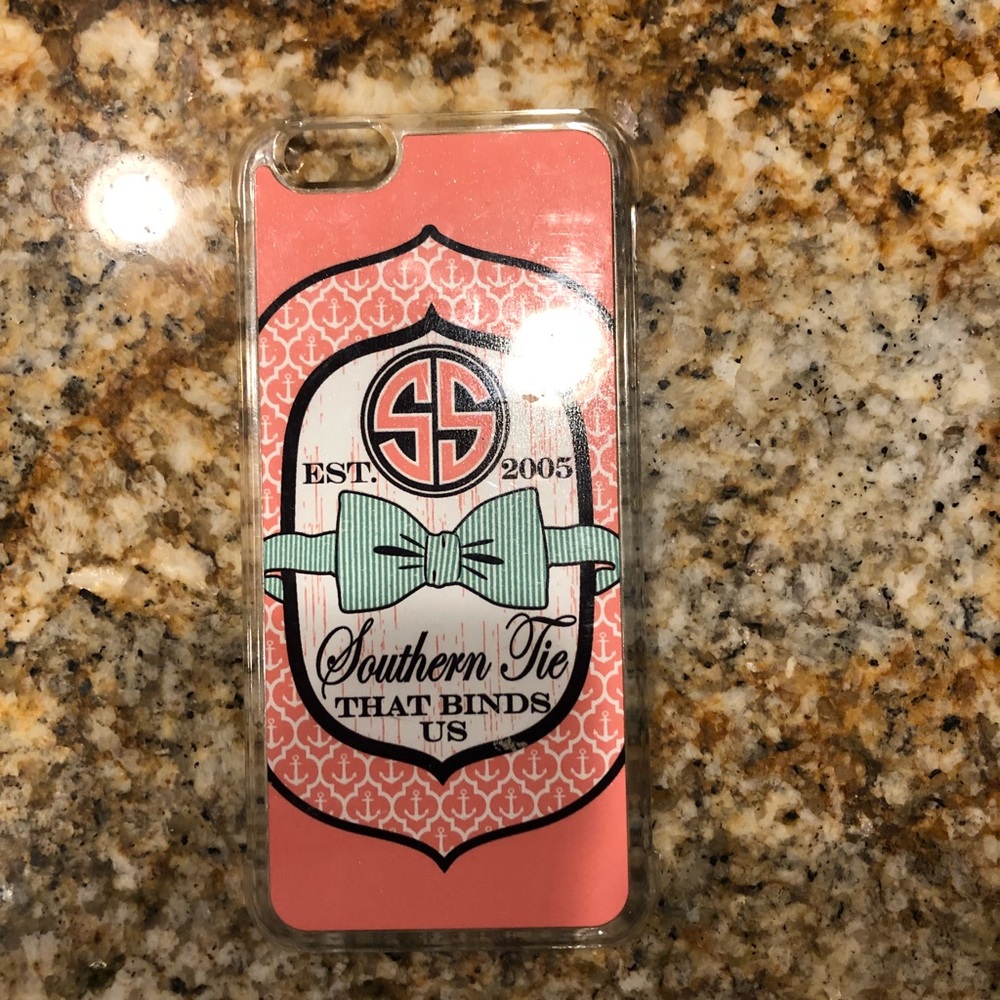 SS
EST. 2005
Southern Tie
THAT BINDS
US